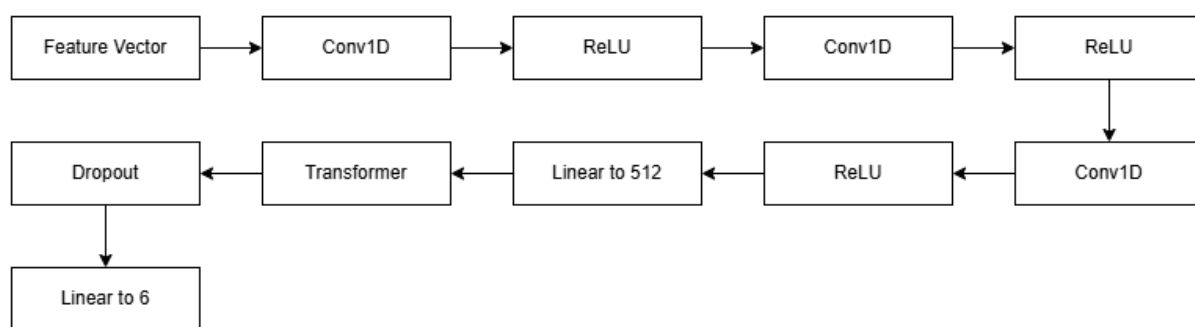 Feature Vector
Conv1D
ReLU
Conv1D
ReLU
Conv1D
ReLU
Linear to 512
Transformer
Dropout
Linear to 6